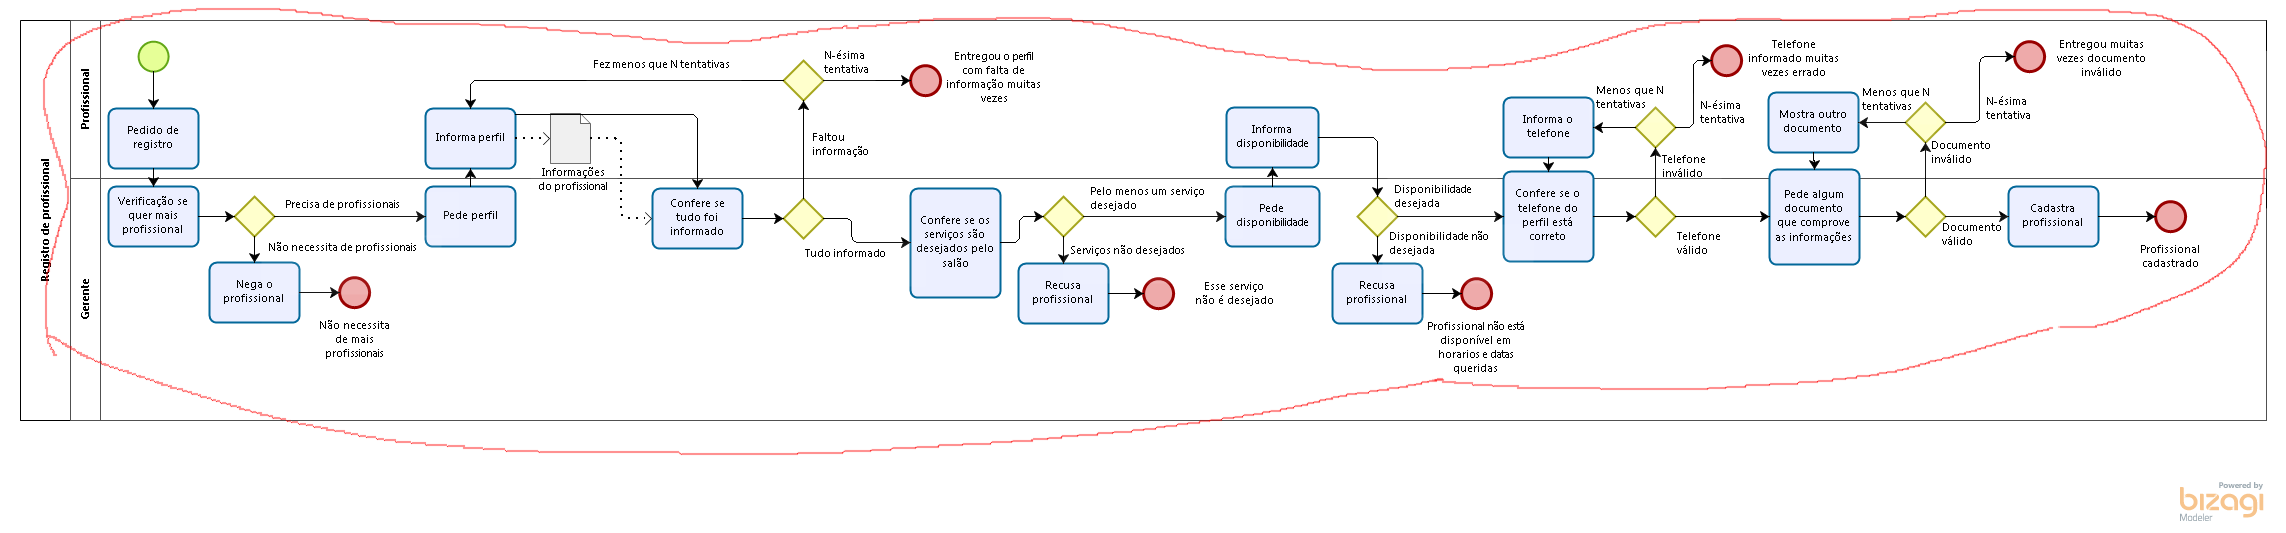 Registro de profissional
Profissional
Gerente
Pedido de
registro
Verificação se
quer mais
profissional
Precisa de profissionais
Não necessita de profissionais
Nega o
profissional
Não necessita
de mais
profissionais
Pede perfil
Informa perfil
Informações
do profissional
Fez menos que N tentativas
N-ésima
tentativa
Entregou o perfil
com falta de
informação muitas
vezes
Faltou
informação
Confere se
tudo foi
informado
Tudo informado
Confere se os
serviços são
desejados pelo
salão
Pelo menos um serviço
desejado
Serviços não desejados
Recusa
profissional
Esse serviço
não é desejado
Pede
disponibilidade
Informa
disponibilidade
Disponibilidade
desejada
Disponibilidade não
desejada
Recusa
profissional
Profissional não está
disponível em
horarios e datas
queridas
Informa o
telefone
Confere se o
telefone do
perfil está
correto
Menos que N
tentativas
Telefone
informado muitas
vezes errado
N-ésima
tentativa
Telefone
inválido
Telefone
válido
Mostra outro
documento
Pede algum
documento
que comprove
as informações
Menos que N
tentativas
Entregou muitas
vezes documento
inválido
N-ésima
tentativa
Documento
inválido
Documento
válido
Cadastra
profissional
Profissional
cadastrado
Powered by
bizagi
Modeler